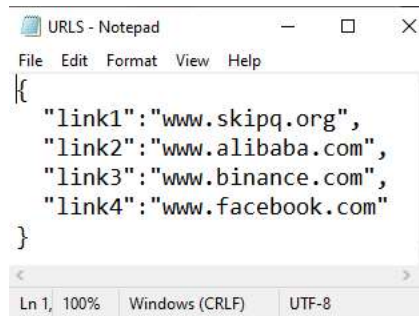 URLS - Notepad
File Edit Format View Help
{
"link1":"www.skipq.org",
"link2":"www.alibaba.com",
"link3":"www.binance.com",
"link4":"www.facebook.com"
}
Ln 1, 100% Windows (CRLF) UTF-8